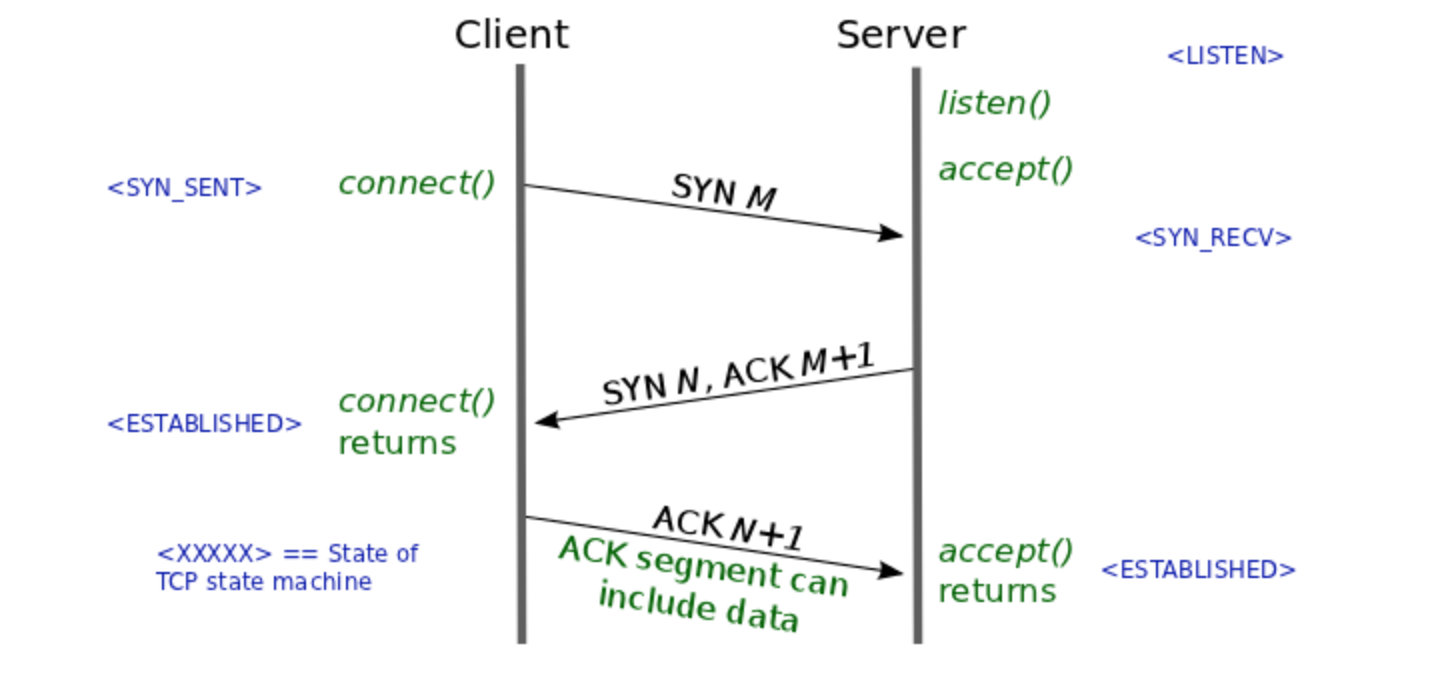 Client
Server
<LISTEN>
listen()
accept()
<SYN_SENT>
connect()
SYN M
<SYN_RECV>
SYN N, ACK M+1
<ESTABLISHED>
connect()
returns
ACK N+1
ACK segment can
include data
<XXXXX> == State of
TCP state machine
accept()
returns
<ESTABLISHED>